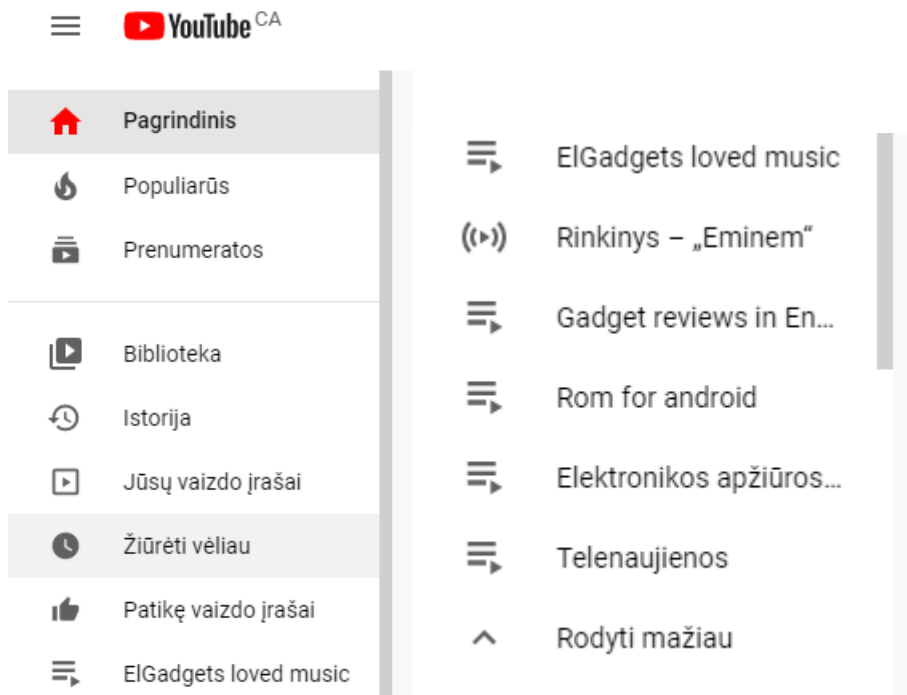 YouTube CA
Pagrindinis
Populiarūs
Prenumeratos
Biblioteka
Istorija
Jūsų vaizdo įrašai
Žiūrėti vėliau
Patikę vaizdo įrašai
ElGadgets loved music
ElGadgets loved music
Rinkinys – „Eminem“
Gadget reviews in En...
Rom for android
Elektronikos apžiūros...
Telenaujienos
Rodyti mažiau